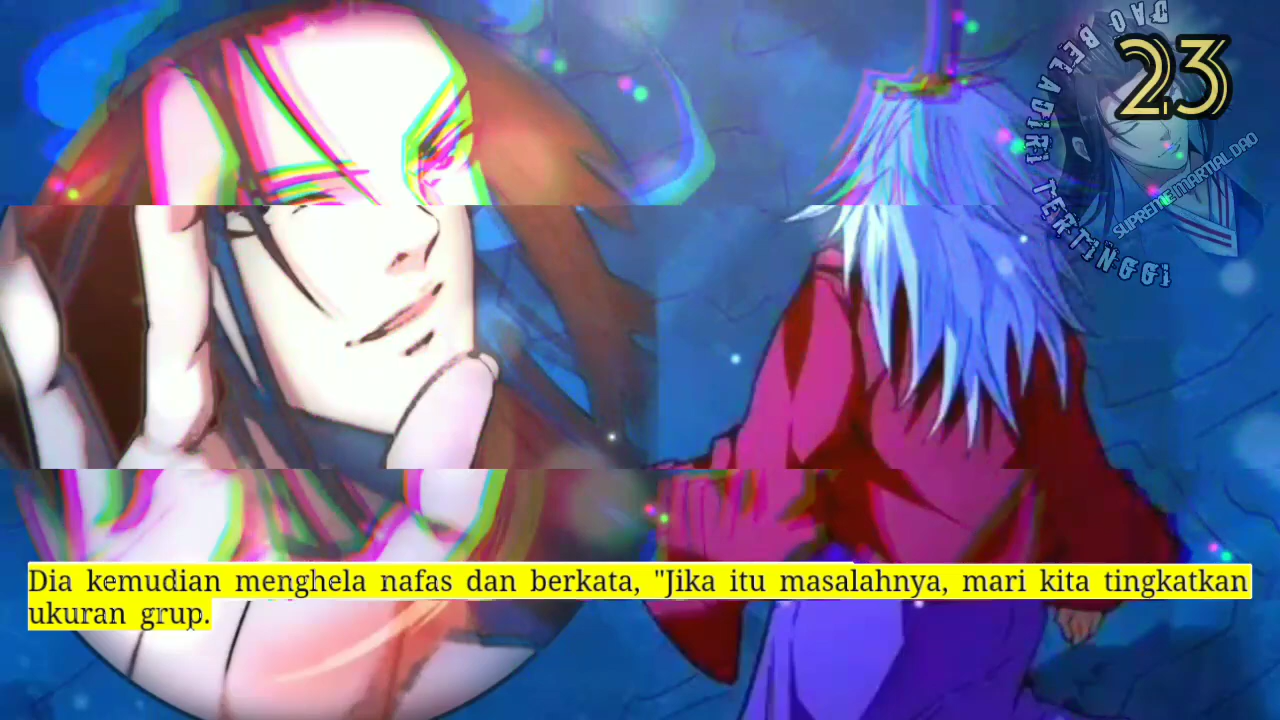 23
DAO BELADIRI TERTINGGI
SUPREME MARTIAL DAO
Dia kemudian menghela nafas dan berkata, "Jika itu masalahnya, mari kita tingkatkan
ukuran grup.